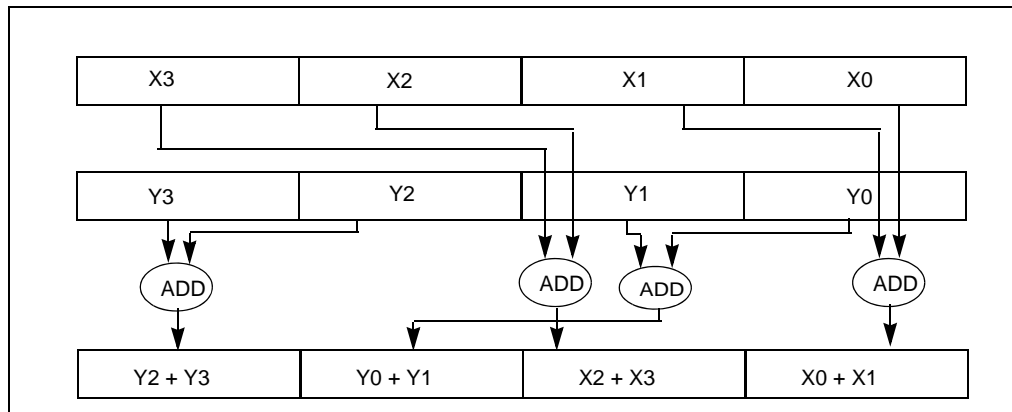 X3 X2 X1 X0
Y3 Y2 Y1 Y0
ADD ADD ADD ADD
Y2 + Y3 Y0 + Y1 X2 + X3 X0 + X1